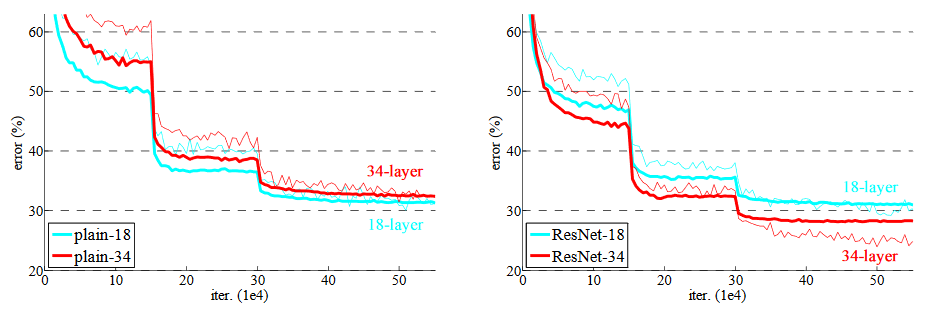 60
50
40
30
20
error (%)
0
10
20
30
40
50
iter. (1e4)
34-layer
18-layer
plain-18
plain-34
60
50
40
30
20
error (%)
0
10
20
30
40
50
iter. (1e4)
18-layer
34-layer
ResNet-18
ResNet-34